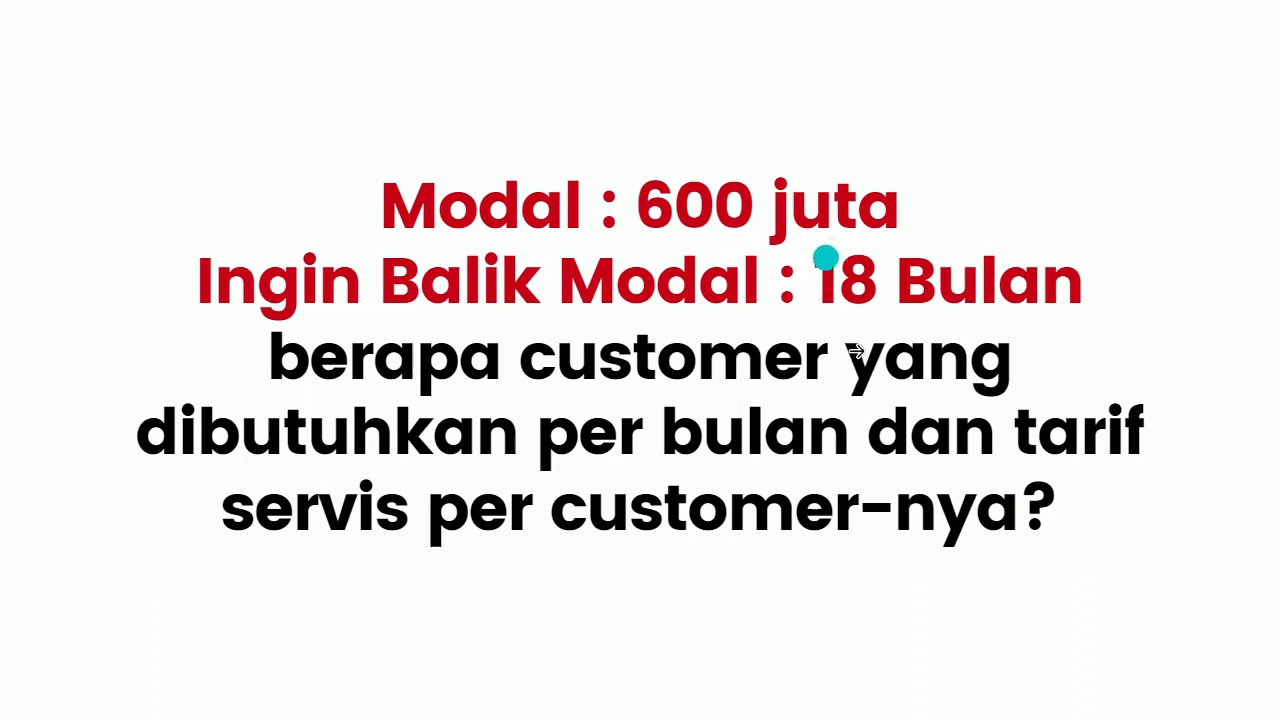 Modal : 600 juta
Ingin Balik Modal : 18 Bulan
berapa customer yang
dibutuhkan per bulan dan tarif
servis per customer-nya?